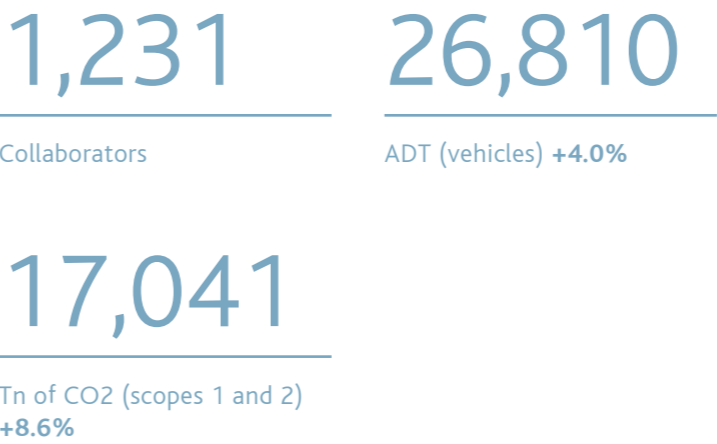 1,231
26,810
Collaborators
ADT (vehicles) +4.0%
17,041
Tn of CO2 (scopes 1 and 2)
+8.6%